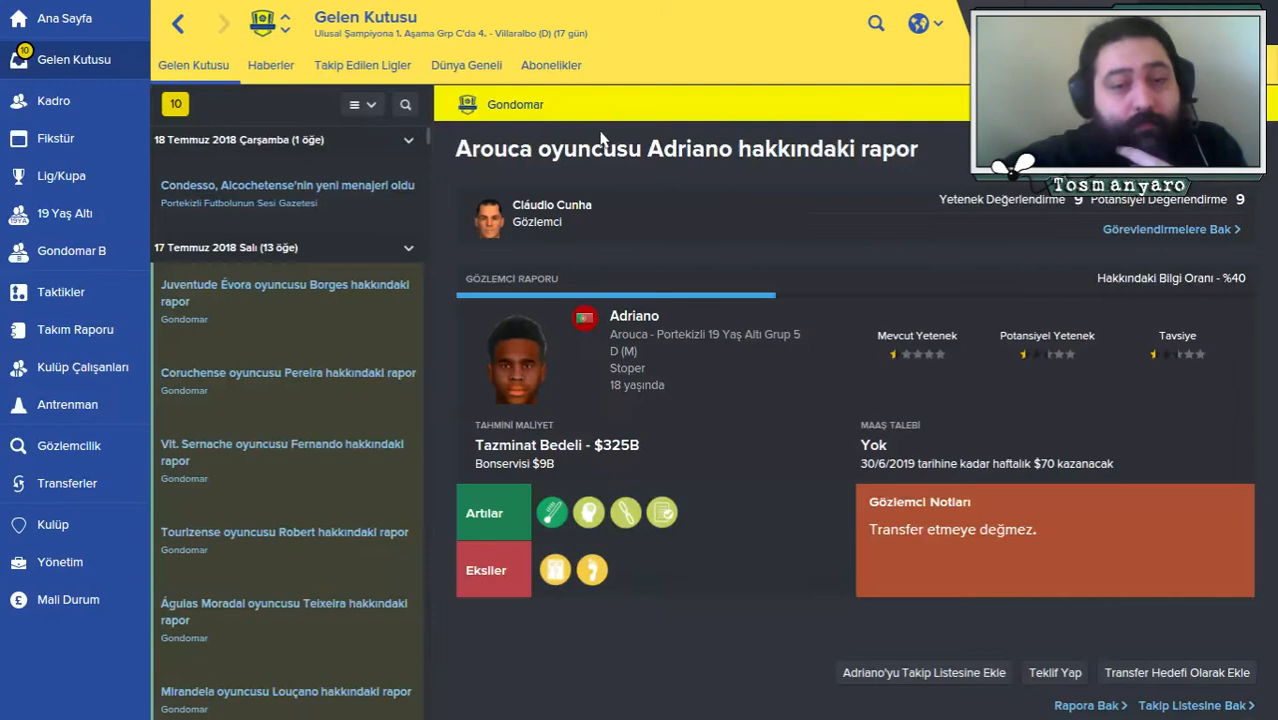 Ana Sayfa
10
Gelen Kutusu
Kadro
Fikstür
Lig/Kupa
19 Yaş Altı
Gondomar B
Taktikler
Takım Raporu
Kulüp Çalışanları
Antrenman
Gözlemcilik
Transferler
Kulüp
Yönetim
Mali Durum
Gelen Kutusu
Ulusal Şampiyona 1. Aşama Grp C'da 4. - Villaralbo (D) (17 gün)
Gelen Kutusu Haberler Takip Edilen Ligler Dünya Geneli Abonelikler
10
18 Temmuz 2018 Çarşamba (1 öğe)
Condesso, Alcochetense'nin yeni menajeri oldu
Portekizli Futbolunun Sesi Gazetesi
17 Temmuz 2018 Salı (13 öğe)
Juventude Évora oyuncusu Borges hakkındaki
rapor
Gondomar
Coruchense oyuncusu Pereira hakkındaki rapor
Gondomar
Vit. Sernache oyuncusu Fernando hakkındaki
rapor
Gondomar
Tourizense oyuncusu Robert hakkındaki rapor
Gondomar
Águias Moradal oyuncusu Teixeira hakkındaki
rapor
Gondomar
Mirandela oyuncusu Louçano hakkındaki rapor
Gondomar
Gondomar
Arouca oyuncusu Adriano hakkındaki rapor
Tosmanyaro
Cláudio Cunha
Gözlemci
Yetenek Değerlendirme 9 Potansiyel Değerlendirme 9
Görevlendirmelere Bak >
GÖZLEMCİ RAPORU
Hakkındaki Bilgi Oranı - %40
Adriano
Arouca - Portekizli 19 Yaş Altı Grup 5
D (M)
Stoper
18 yaşında
Mevcut Yetenek Potansiyel Yetenek Tavsiye
TAHMİNİ MALİYET
Tazminat Bedeli - $325B
Bonservisi $9B
MAAŞ TALEBİ
Yok
30/6/2019 tarihine kadar haftalık $70 kazanacak
Artılar
Eksiler
Gözlemci Notları
Transfer etmeye değmez.
Adriano'yu Takip Listesine Ekle Teklif Yap Transfer Hedefi Olarak Ekle
Rapora Bak > Takip Listesine Bak >